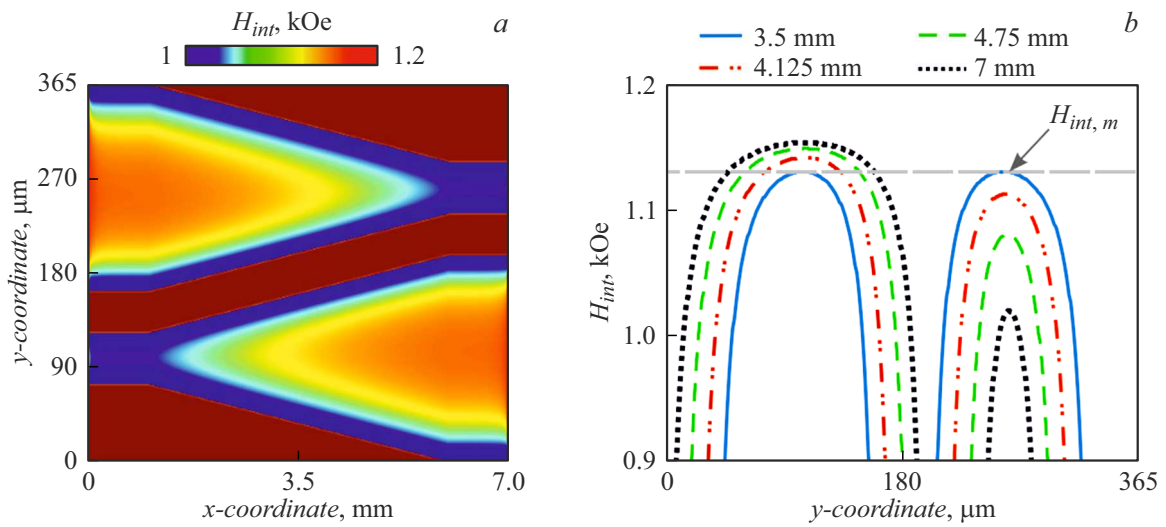 H_int, kOe
a
1
1.2
365
270
180
90
0
y-coordinate, μm
0
3.5
7.0
x-coordinate, mm
b
3.5 mm
4.75 mm
4.125 mm
7 mm
1.2
1.1
1.0
0.9
H_int, kOe
H_int, m
0
180
365
y-coordinate, μm